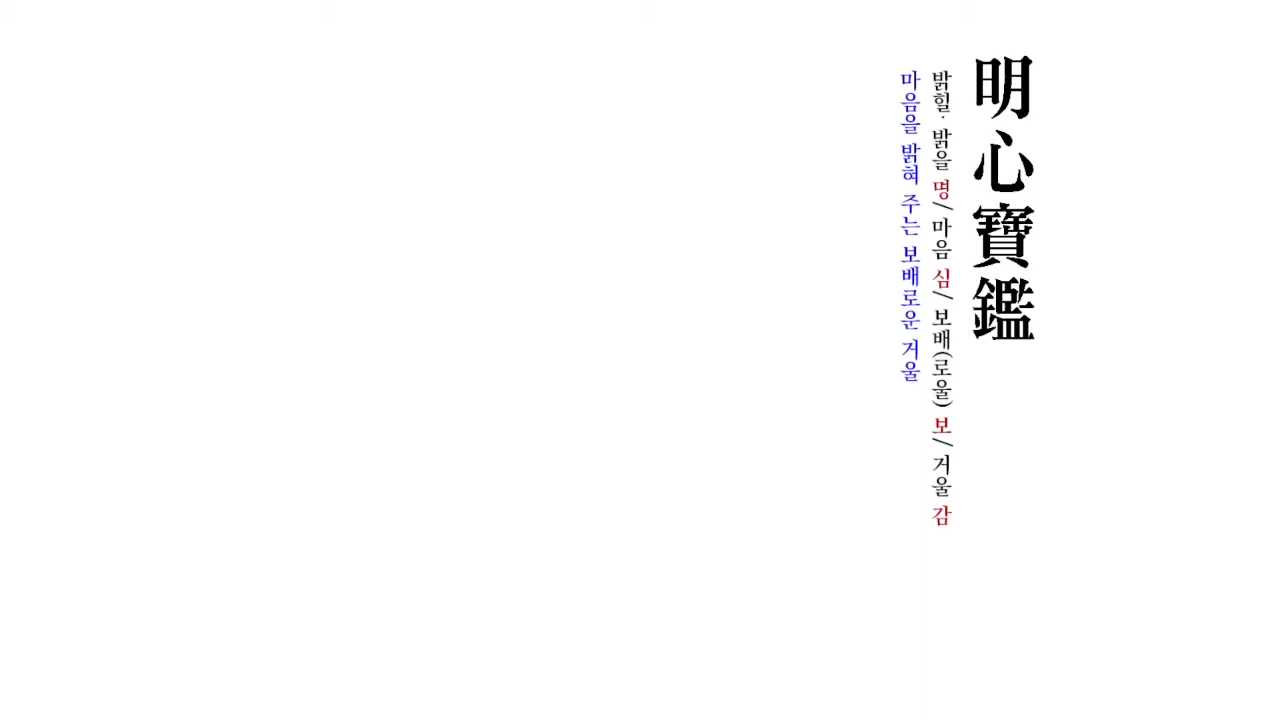 明心寶鑑
밝힐·밝을 명/ 마음 심/ 보배(로울) 보/ 거울 감
마음을 밝혀 주는 보배로운 거울